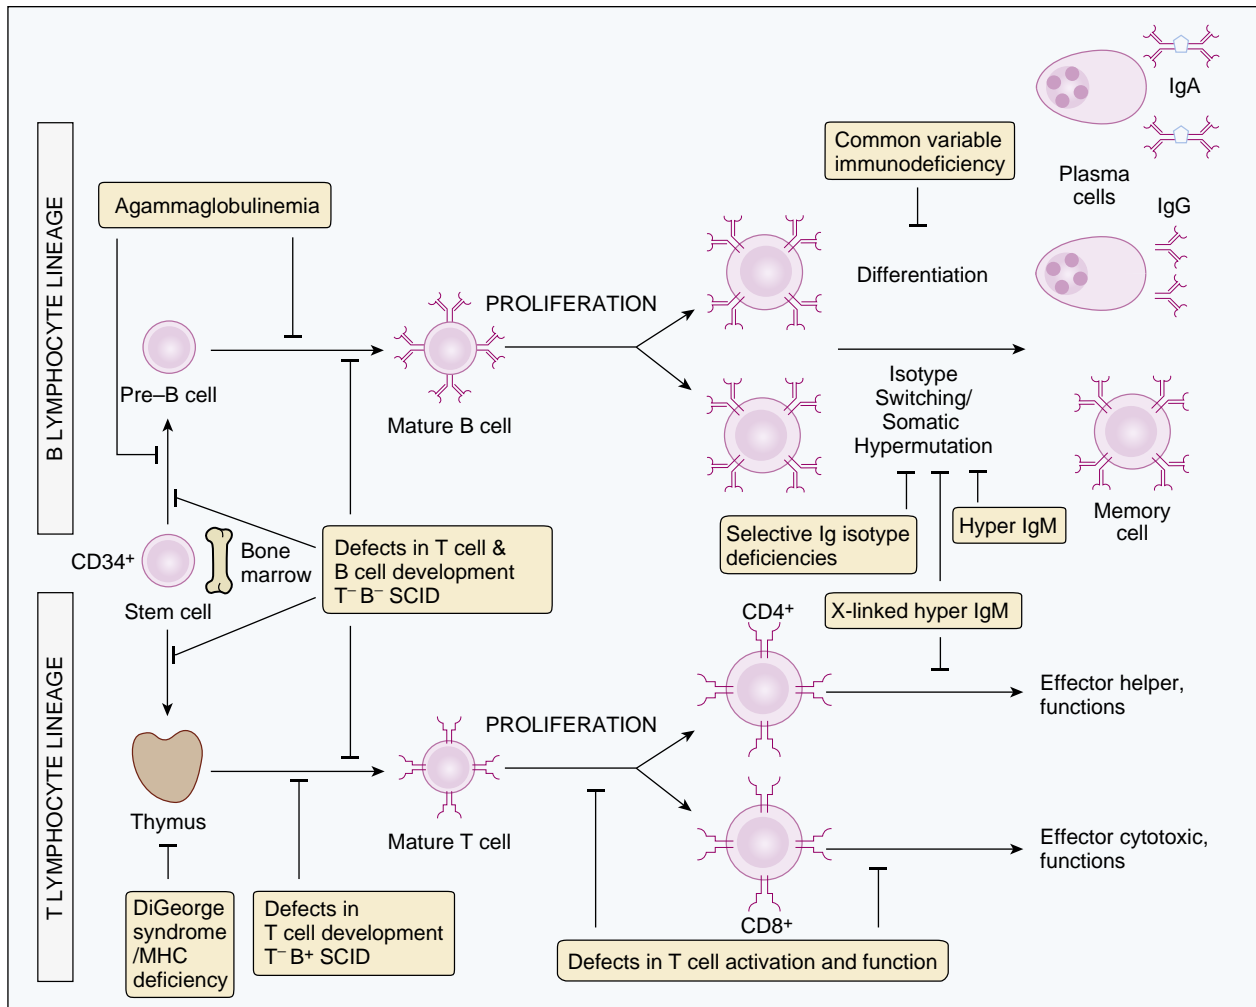 B LYMPHOCYTE LINEAGE
T LYMPHOCYTE LINEAGE
Agammaglobulinemia
Pre–B cell
CD34+
Stem cell
Bone
marrow
Mature B cell
PROLIFERATION
Common variable
immunodeficiency
Differentiation
Isotype
Switching/
Somatic
Hypermutation
IgA
Plasma
cells
IgG
Memory
cell
Selective Ig isotype
deficiencies
Hyper IgM
X-linked hyper IgM
Defects in T cell &
B cell development
T– B– SCID
Thymus
DiGeorge
syndrome
/MHC
deficiency
Defects in
T cell development
T– B+ SCID
Mature T cell
PROLIFERATION
CD4+
CD8+
Effector helper,
functions
Effector cytotoxic,
functions
Defects in T cell activation and function